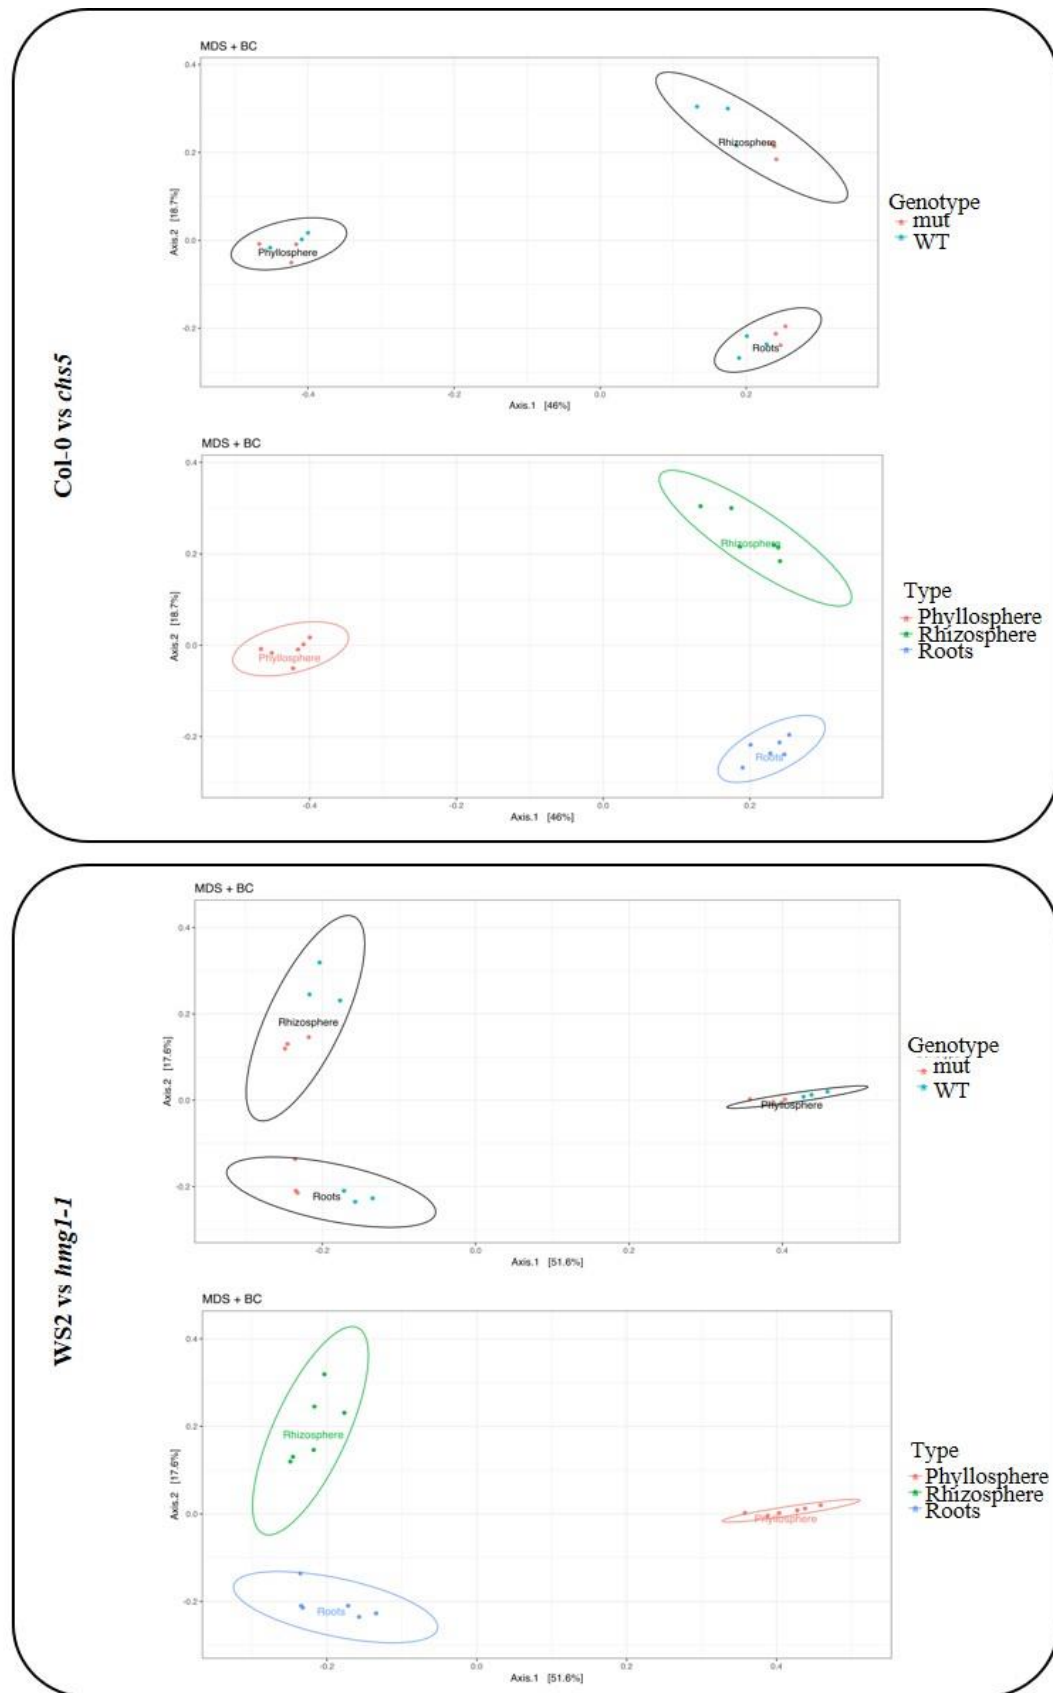 Col-0 vs chs5
MDS + BC
Axis.2 [18.7%]
0.4
0.2
0.0
-0.2
Rhizosphere
Phyllosphere
Roots
-0.4
-0.2
0.0
0.2
Axis.1 [46%]
Genotype
mut
WT
MDS + BC
Axis.2 [18.7%]
0.4
0.2
0.0
-0.2
Rhizosphere
Phyllosphere
Roots
-0.4
-0.2
0.0
0.2
Axis.1 [46%]
Type
Phyllosphere
Rhizosphere
Roots
WS2 vs hmg1-1
MDS + BC
Axis.2 [17.6%]
0.4
0.2
0.0
-0.2
Rhizosphere
Phyllosphere
Roots
-0.2
0.0
0.2
0.4
Axis.1 [51.6%]
Genotype
mut
WT
MDS + BC
Axis.2 [17.6%]
0.4
0.2
0.0
-0.2
Rhizosphere
Phyllosphere
Roots
-0.2
0.0
0.2
0.4
Axis.1 [51.6%]
Type
Phyllosphere
Rhizosphere
Roots